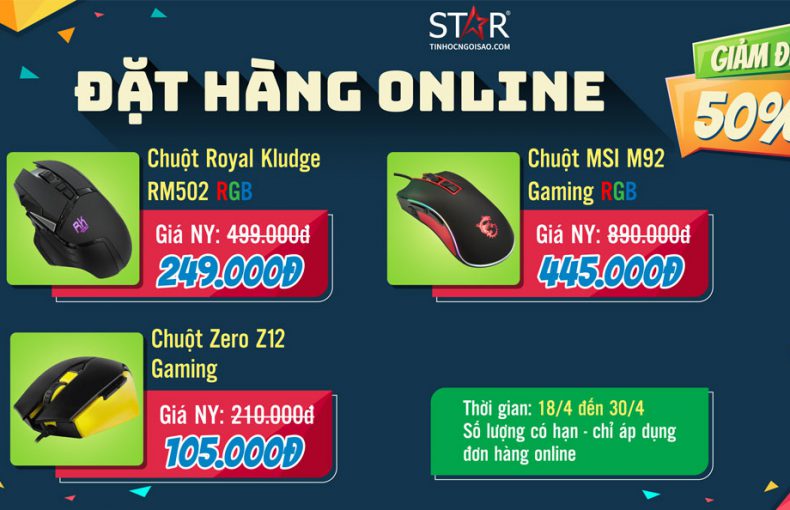 STAR®
TINHOCNGOISAO.COM
ĐẶT HÀNG ONLINE
GIẢM Đ
50%
Chuột Royal Kludge
RM502 RGB
Giá NY: 499.000đ
249.000Đ
Chuột MSI M92
Gaming RGB
Giá NY: 890.000đ
445.000Đ
Chuột Zero Z12
Gaming
Giá NY: 210.000đ
105.000Đ
Thời gian: 18/4 đến 30/4
Số lượng có hạn - chỉ áp dụng
đơn hàng online